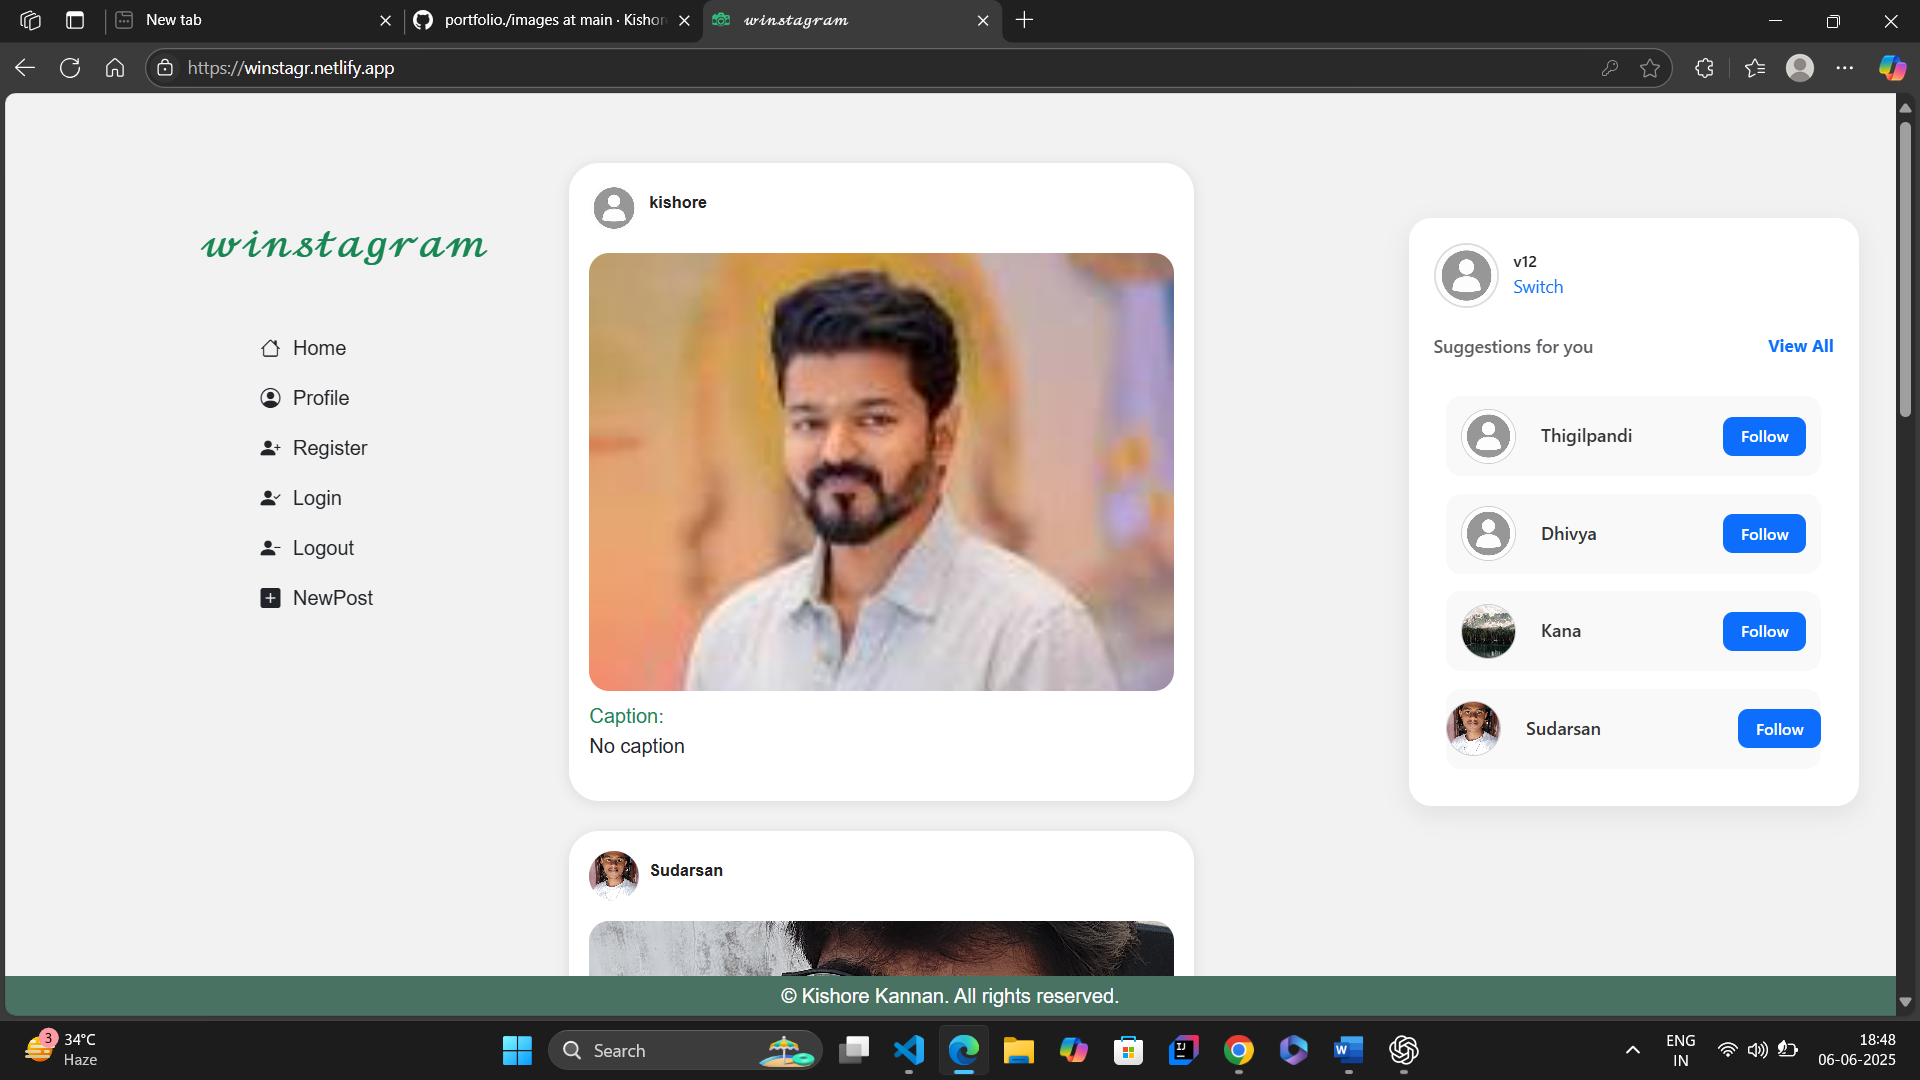 New tab
portfolio./images at main · Kishor
winstagram
https://winstagr.netlify.app
winstagram
Home
Profile
Register
Login
Logout
NewPost
kishore
Caption:
No caption
Sudarsan
v12
Switch
Suggestions for you
View All
Thigilpandi
Follow
Dhivya
Follow
Kana
Follow
Sudarsan
Follow
© Kishore Kannan. All rights reserved.
3
34°C
Haze
Search
IJ
W
ENG
IN
18:48
06-06-2025